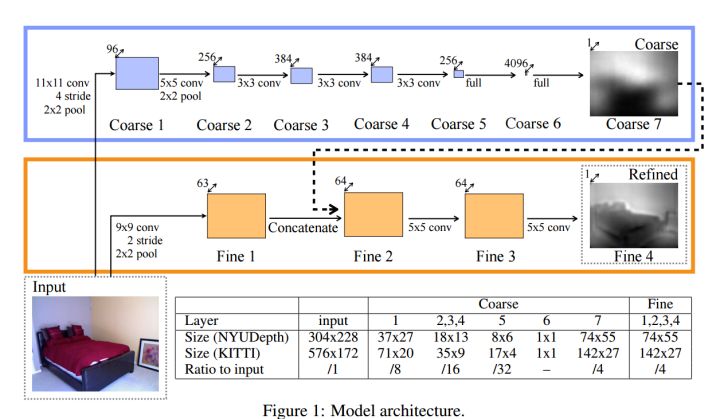 96
256
384
384
256
4096
1
Coarse
11x11 conv
4 stride
2x2 pool
5x5 conv
2x2 pool
3x3 conv
3x3 conv
3x3 conv
full
full
Coarse 1
Coarse 2
Coarse 3
Coarse 4
Coarse 5
Coarse 6
Coarse 7
63
64
64
1
Refined
9x9 conv
2 stride
2x2 pool
Concatenate
5x5 conv
5x5 conv
Fine 1
Fine 2
Fine 3
Fine 4
Input
Coarse Fine
Layer input 1 2,3,4 5 6 7 1,2,3,4
Size (NYUDepth) 304x228 37x27 18x13 8x6 1x1 74x55 74x55
Size (KITTI) 576x172 71x20 35x9 17x4 1x1 142x27 142x27
Ratio to input /1 /8 /16 /32 – /4 /4
Figure 1: Model architecture.